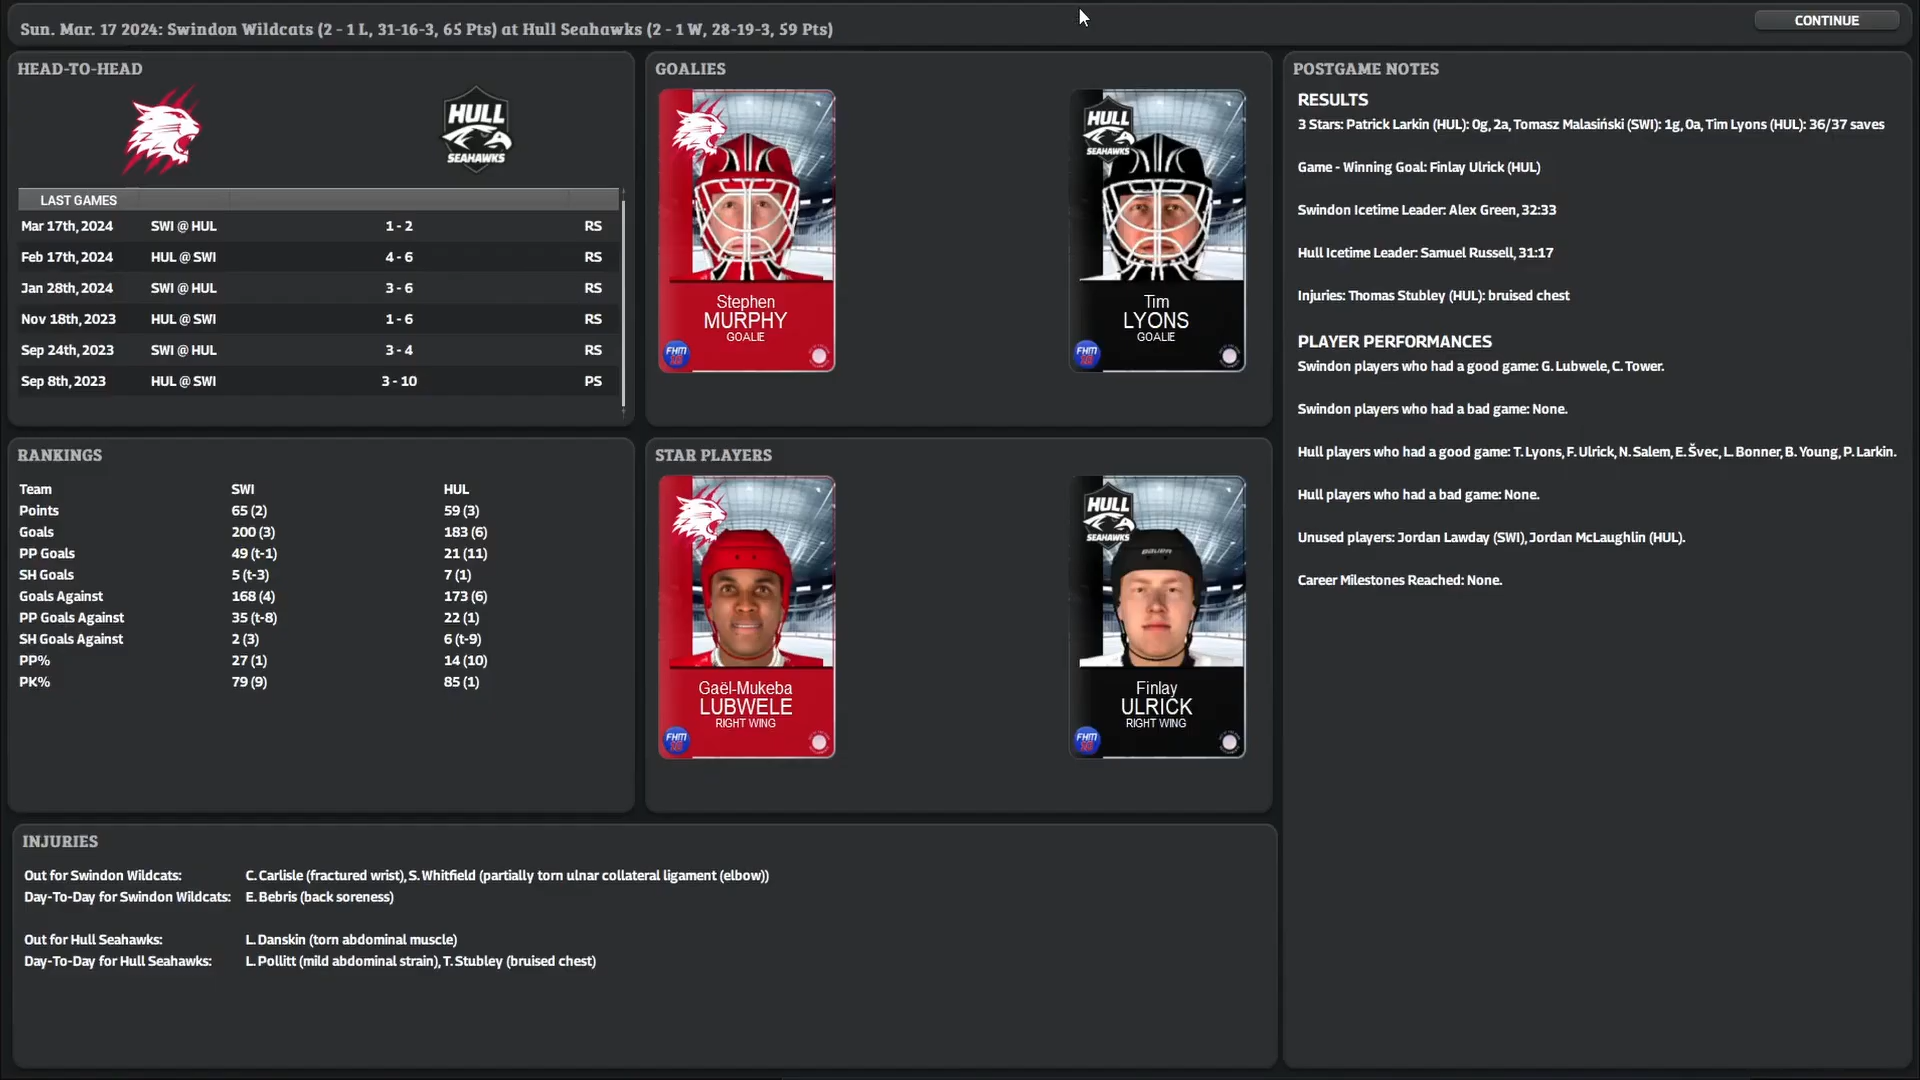 Sun. Mar. 17 2024: Swindon Wildcats (2 - 1 L, 31-16-3, 65 Pts) at Hull Seahawks (2 - 1 W, 28-19-3, 59 Pts)
CONTINUE
HEAD-TO-HEAD
HULL
SEAHAWKS
LAST GAMES
Mar 17th, 2024 SWI @ HUL 1 - 2 RS
Feb 17th, 2024 HUL @ SWI 4 - 6 RS
Jan 28th, 2024 SWI @ HUL 3 - 6 RS
Nov 18th, 2023 HUL @ SWI 1 - 6 RS
Sep 24th, 2023 SWI @ HUL 3 - 4 RS
Sep 8th, 2023 HUL @ SWI 3 - 10 PS
GOALIES
Stephen
MURPHY
GOALIE
FHM
HULL
SEAHAWKS
Tim
LYONS
GOALIE
FHM
RANKINGS
Team SWI HUL
Points 65 (2) 59 (3)
Goals 200 (3) 183 (6)
PP Goals 49 (t-1) 21 (11)
SH Goals 5 (t-3) 7 (1)
Goals Against 168 (4) 173 (6)
PP Goals Against 35 (t-8) 22 (1)
SH Goals Against 2 (3) 6 (t-9)
PP% 27 (1) 14 (10)
PK% 79 (9) 85 (1)
STAR PLAYERS
Gaël-Mukeba
LUBWELE
RIGHT WING
FHM
HULL
SEAHAWKS
BAUER
Finlay
ULRICK
RIGHT WING
FHM
INJURIES
Out for Swindon Wildcats: C. Carlisle (fractured wrist), S. Whitfield (partially torn ulnar collateral ligament (elbow))
Day-To-Day for Swindon Wildcats: E. Bebris (back soreness)
Out for Hull Seahawks: L. Danskin (torn abdominal muscle)
Day-To-Day for Hull Seahawks: L. Pollitt (mild abdominal strain), T. Stubley (bruised chest)
POSTGAME NOTES
RESULTS
3 Stars: Patrick Larkin (HUL): 0g, 2a, Tomasz Malasiński (SWI): 1g, 0a, Tim Lyons (HUL): 36/37 saves
Game - Winning Goal: Finlay Ulrick (HUL)
Swindon Icetime Leader: Alex Green, 32:33
Hull Icetime Leader: Samuel Russell, 31:17
Injuries: Thomas Stubley (HUL): bruised chest
PLAYER PERFORMANCES
Swindon players who had a good game: G. Lubwele, C. Tower.
Swindon players who had a bad game: None.
Hull players who had a good game: T. Lyons, F. Ulrick, N. Salem, E. Švec, L. Bonner, B. Young, P. Larkin.
Hull players who had a bad game: None.
Unused players: Jordan Lawday (SWI), Jordan McLaughlin (HUL).
Career Milestones Reached: None.